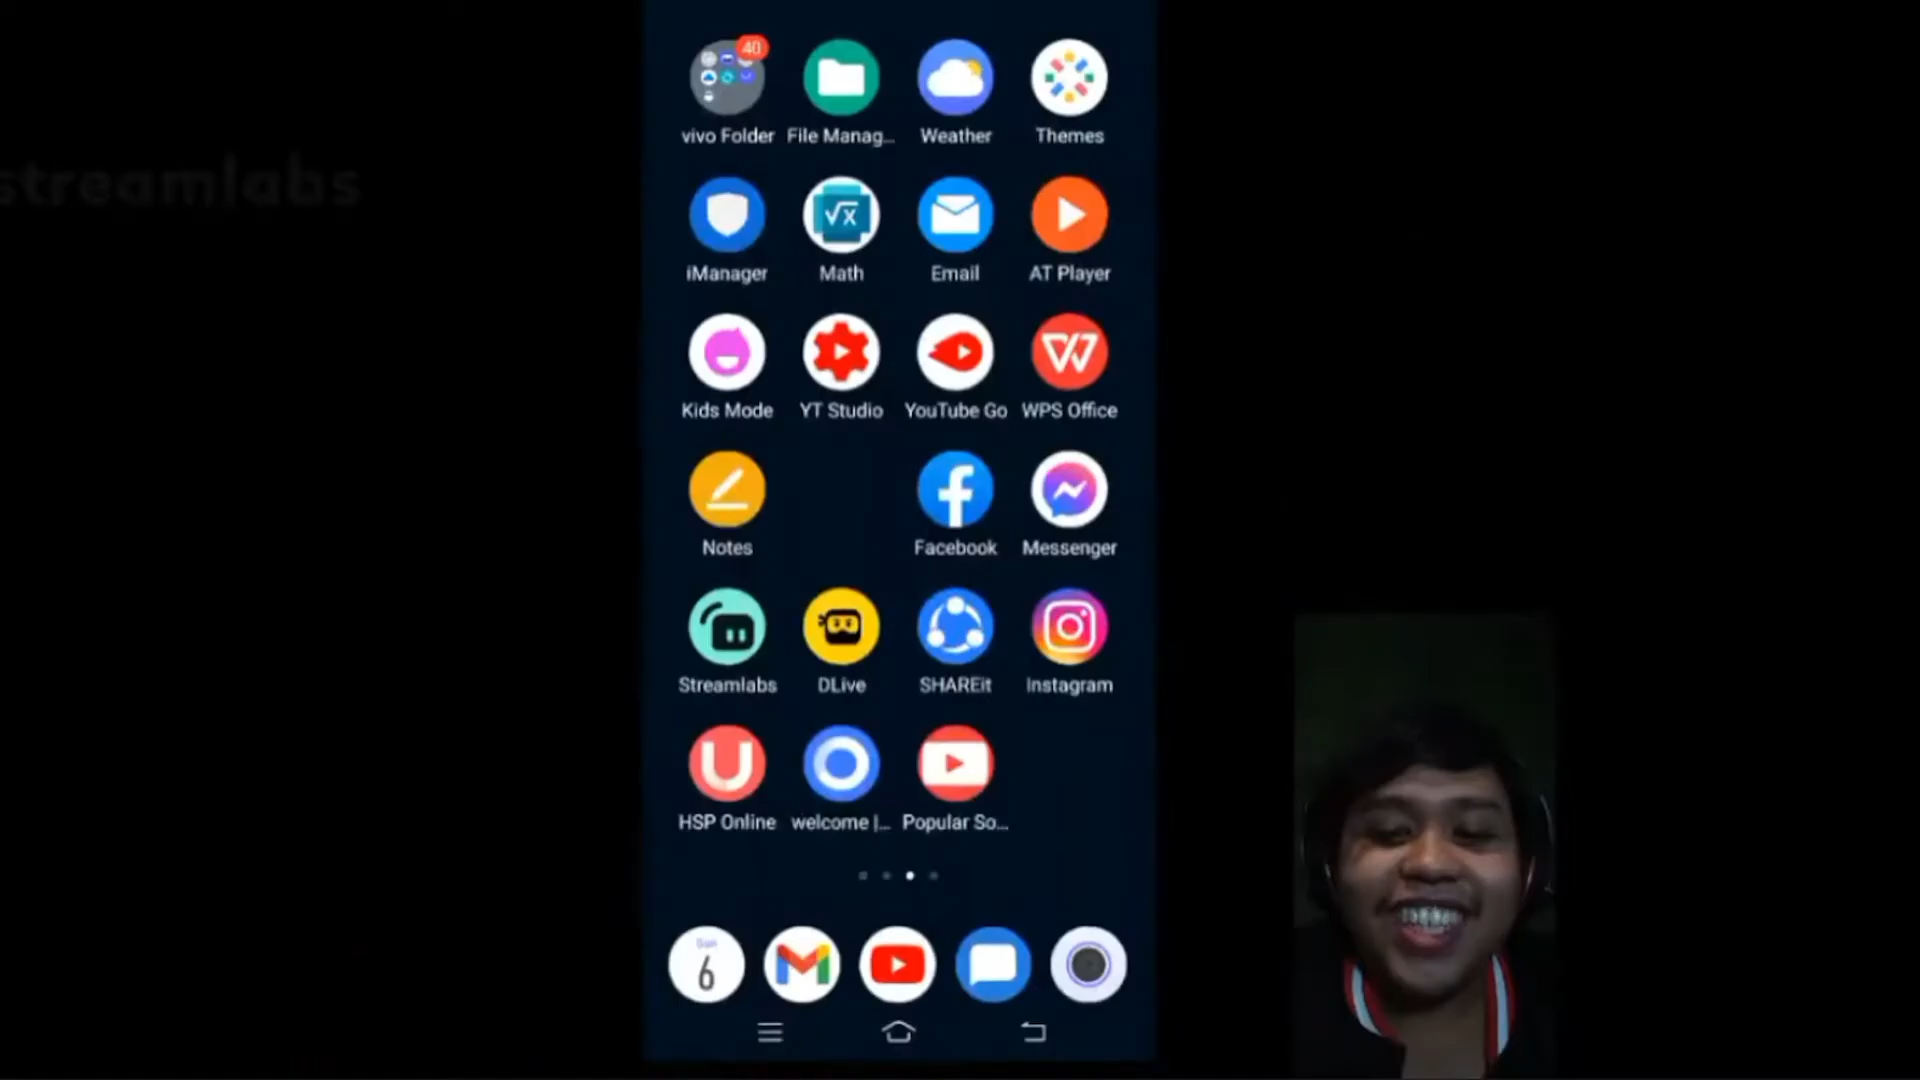 40
vivo Folder File Manag... Weather Themes
streamlabs
√x
iManager Math Email AT Player
Kids Mode YT Studio YouTube Go WPS Office
Notes Facebook Messenger
Streamlabs DLive SHAREit Instagram
HSP Online welcome |... Popular So...
Sun
6